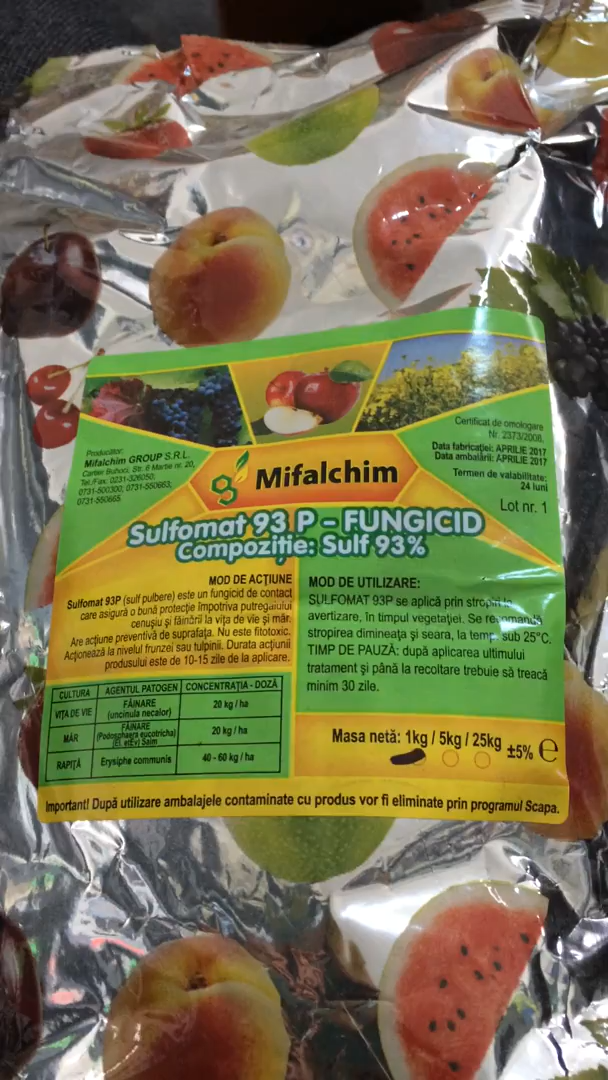 Producător:
Mifalchim GROUP S.R.L.
Cartier Buhoci, Str. 8 Martie nr. 20,
Tel./Fax: 0231-526050;
0731-500300; 0731-550663;
550665
Mifalchim
Certificat de omologare
Nr. 2373/2008,
Data fabricației: APRILIE 2017
Data ambalării: APRILIE 2017
Termen de valabilitate:
24 luni
Lot nr. 1
Sulfomat 93 P - FUNGICID
Compoziție: Sulf 93%
MOD DE ACȚIUNE
Sulfomat 93P (sulf pulbere) este un fungicid de contact
care asigură o bună protecție împotriva putregaiului
cenușiu și făinării la vița de vie și măr.
Are acțiune preventivă de suprafața. Nu este fitotoxic.
Acționează la nivelul frunzei sau tulpinii. Durata acțiunii
produsului este de 10-15 zile de la aplicare.
CULTURA AGENTUL PATOGEN CONCENTRAȚIA - DOZĂ
VIȚA DE VIE FĂINARE
(uncinula necalor) 20 kg / ha
MĂR FĂINARE
(Podosphaera eucotricha)
(El. etEv) Salm 20 kg / ha
RAPIȚĂ Erysiphe communis 40 - 60 kg / ha
MOD DE UTILIZARE:
SULFOMAT 93P se aplică prin stropiri la
avertizare, în timpul vegetației. Se recomandă
stropirea dimineața și seara, la temp. sub 25°C.
TIMP DE PAUZĂ: după aplicarea ultimului
tratament și până la recoltare trebuie să treacă
minim 30 zile.
Masa netă: 1kg / 5kg / 25kg ±5% e
Important! După utilizare ambalajele contaminate cu produs vor fi eliminate prin programul Scapa.